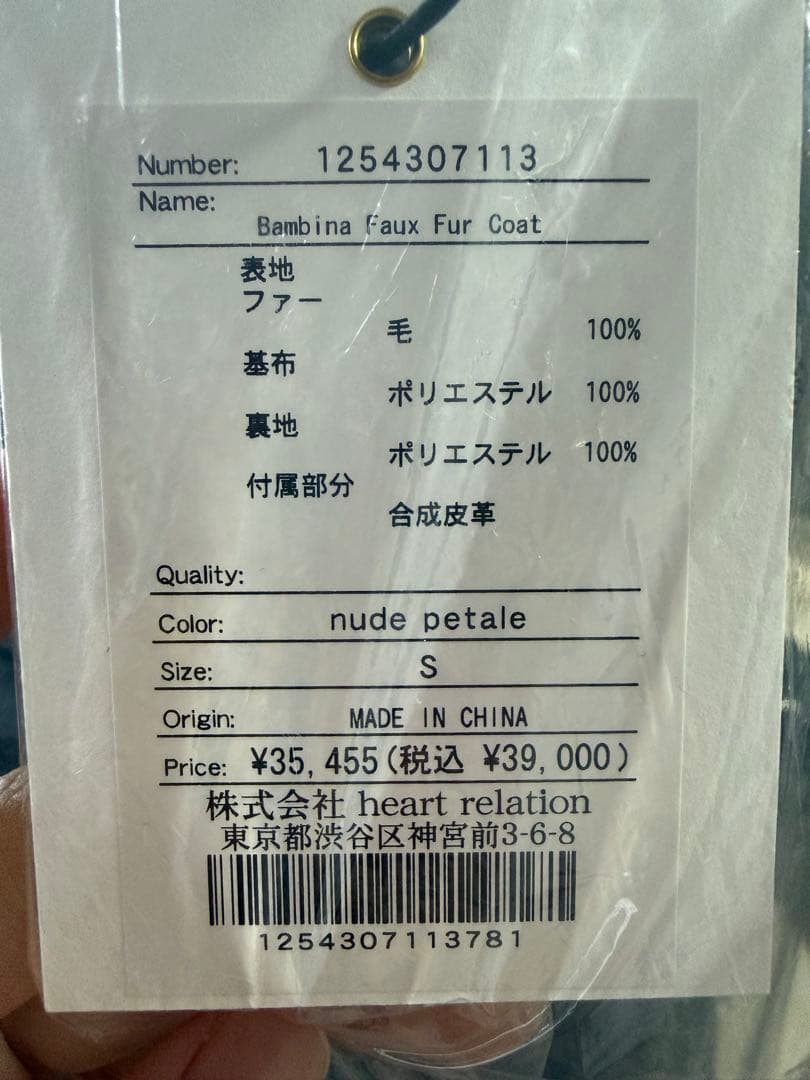 Number: 1254307113
Name:
Bambina Faux Fur Coat
表地
ファー
毛 100%
基布
ポリエステル 100%
裏地
ポリエステル 100%
付属部分
合成皮革
Quality:
Color: nude petale
Size: S
Origin: MADE IN CHINA
Price: ¥35,455(税込 ¥39,000)
株式会社 heart relation
東京都渋谷区神宮前3-6-8
1254307113781